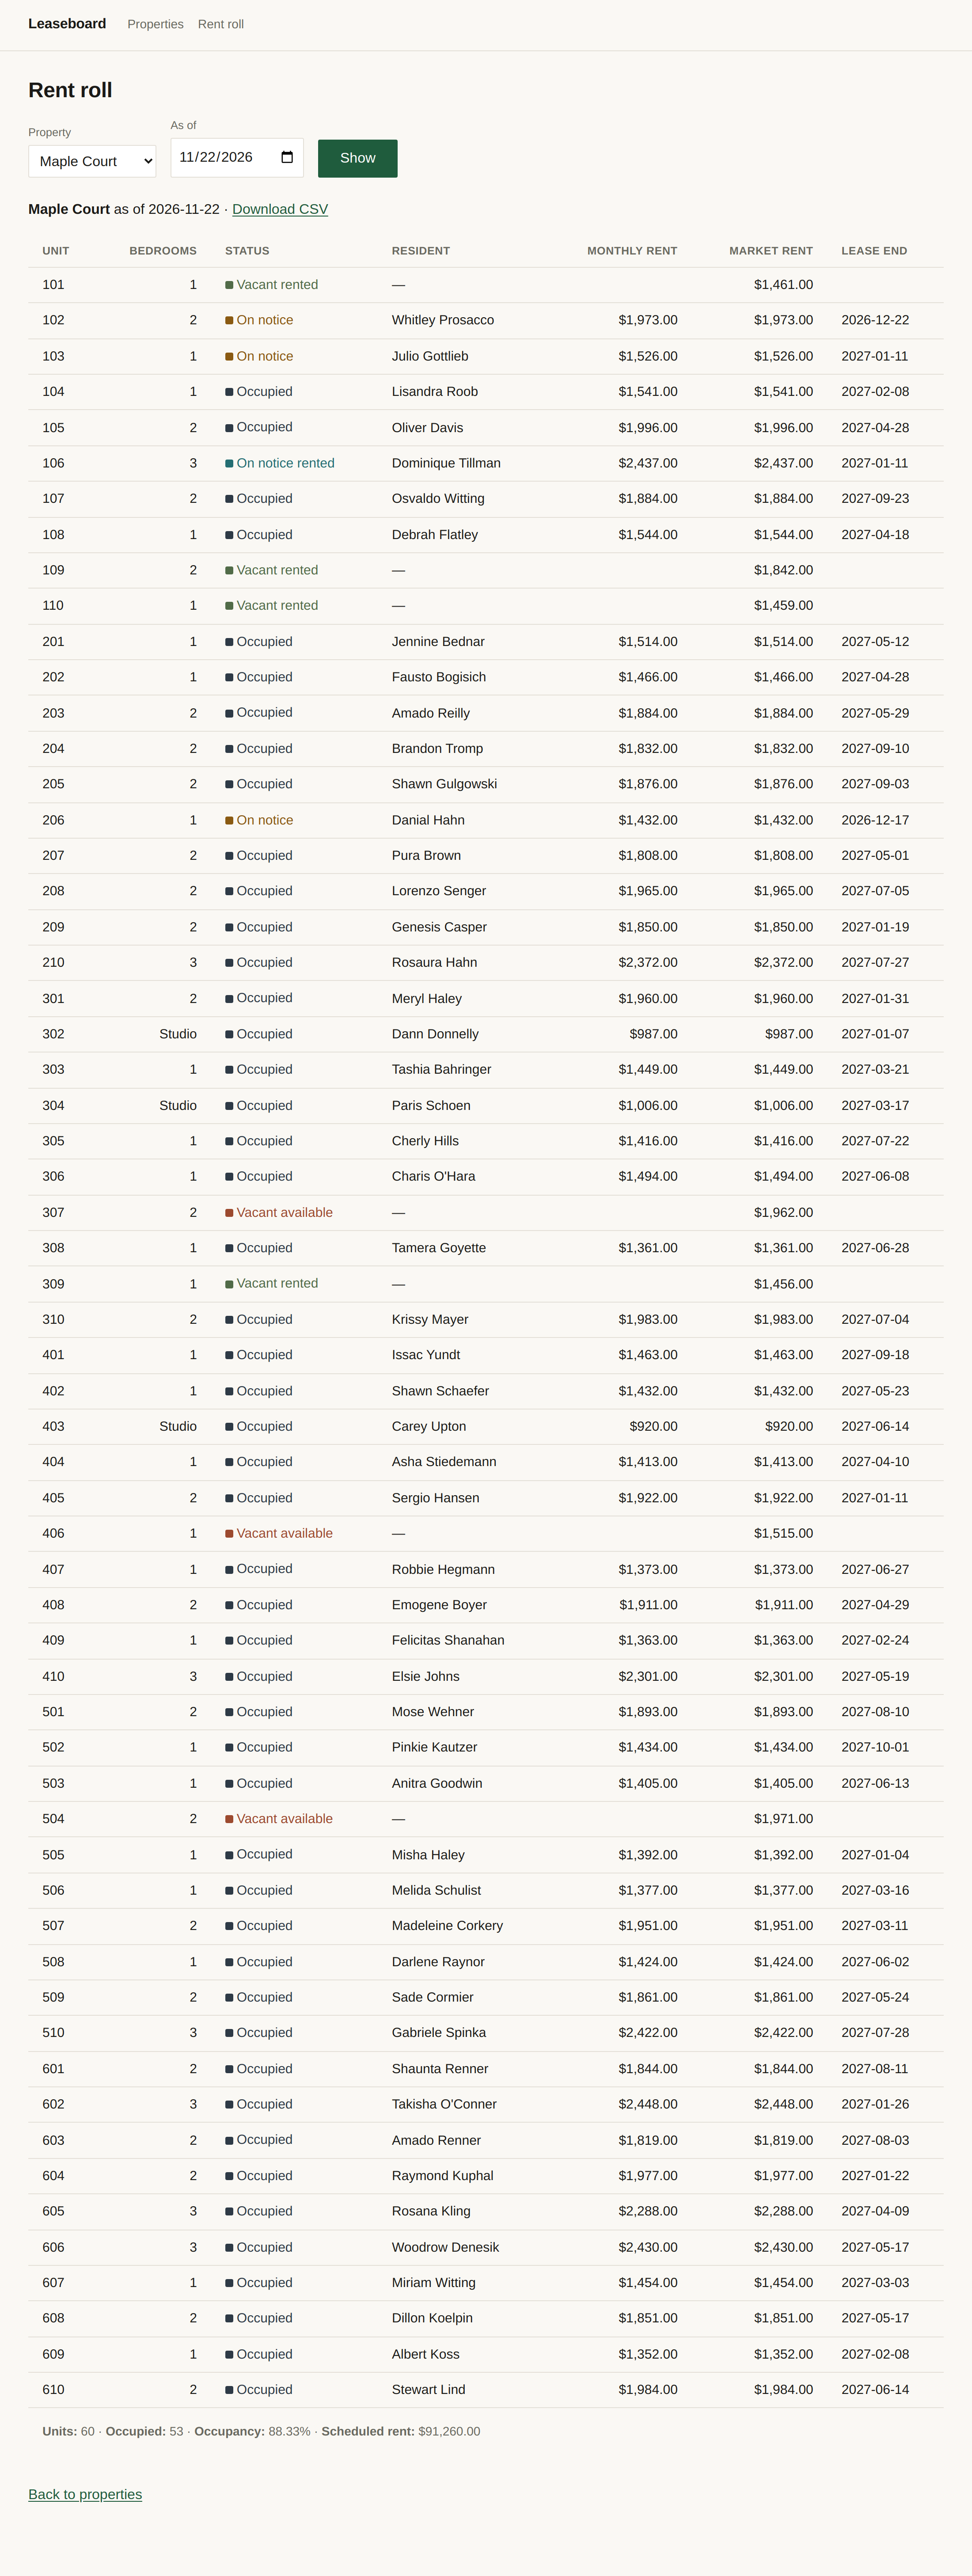 Leaseboard Properties Rent roll
Rent roll
Property As of
Maple Court 11/22/2026 Show
Maple Court as of 2026-11-22 · Download CSV
UNIT BEDROOMS STATUS RESIDENT MONTHLY RENT MARKET RENT LEASE END
101 1 Vacant rented — $1,461.00
102 2 On notice Whitley Prosacco $1,973.00 $1,973.00 2026-12-22
103 1 On notice Julio Gottlieb $1,526.00 $1,526.00 2027-01-11
104 1 Occupied Lisandra Roob $1,541.00 $1,541.00 2027-02-08
105 2 Occupied Oliver Davis $1,996.00 $1,996.00 2027-04-28
106 3 On notice rented Dominique Tillman $2,437.00 $2,437.00 2027-01-11
107 2 Occupied Osvaldo Witting $1,884.00 $1,884.00 2027-09-23
108 1 Occupied Debrah Flatley $1,544.00 $1,544.00 2027-04-18
109 2 Vacant rented — $1,842.00
110 1 Vacant rented — $1,459.00
201 1 Occupied Jennine Bednar $1,514.00 $1,514.00 2027-05-12
202 1 Occupied Fausto Bogisich $1,466.00 $1,466.00 2027-04-28
203 2 Occupied Amado Reilly $1,884.00 $1,884.00 2027-05-29
204 2 Occupied Brandon Tromp $1,832.00 $1,832.00 2027-09-10
205 2 Occupied Shawn Gulgowski $1,876.00 $1,876.00 2027-09-03
206 1 On notice Danial Hahn $1,432.00 $1,432.00 2026-12-17
207 2 Occupied Pura Brown $1,808.00 $1,808.00 2027-05-01
208 2 Occupied Lorenzo Senger $1,965.00 $1,965.00 2027-07-05
209 2 Occupied Genesis Casper $1,850.00 $1,850.00 2027-01-19
210 3 Occupied Rosaura Hahn $2,372.00 $2,372.00 2027-07-27
301 2 Occupied Meryl Haley $1,960.00 $1,960.00 2027-01-31
302 Studio Occupied Dann Donnelly $987.00 $987.00 2027-01-07
303 1 Occupied Tashia Bahringer $1,449.00 $1,449.00 2027-03-21
304 Studio Occupied Paris Schoen $1,006.00 $1,006.00 2027-03-17
305 1 Occupied Cherly Hills $1,416.00 $1,416.00 2027-07-22
306 1 Occupied Charis O'Hara $1,494.00 $1,494.00 2027-06-08
307 2 Vacant available — $1,962.00
308 1 Occupied Tamera Goyette $1,361.00 $1,361.00 2027-06-28
309 1 Vacant rented — $1,456.00
310 2 Occupied Krissy Mayer $1,983.00 $1,983.00 2027-07-04
401 1 Occupied Issac Yundt $1,463.00 $1,463.00 2027-09-18
402 1 Occupied Shawn Schaefer $1,432.00 $1,432.00 2027-05-23
403 Studio Occupied Carey Upton $920.00 $920.00 2027-06-14
404 1 Occupied Asha Stiedemann $1,413.00 $1,413.00 2027-04-10
405 2 Occupied Sergio Hansen $1,922.00 $1,922.00 2027-01-11
406 1 Vacant available — $1,515.00
407 1 Occupied Robbie Hegmann $1,373.00 $1,373.00 2027-06-27
408 2 Occupied Emogene Boyer $1,911.00 $1,911.00 2027-04-29
409 1 Occupied Felicitas Shanahan $1,363.00 $1,363.00 2027-02-24
410 3 Occupied Elsie Johns $2,301.00 $2,301.00 2027-05-19
501 2 Occupied Mose Wehner $1,893.00 $1,893.00 2027-08-10
502 1 Occupied Pinkie Kautzer $1,434.00 $1,434.00 2027-10-01
503 1 Occupied Anitra Goodwin $1,405.00 $1,405.00 2027-06-13
504 2 Vacant available — $1,971.00
505 1 Occupied Misha Haley $1,392.00 $1,392.00 2027-01-04
506 1 Occupied Melida Schulist $1,377.00 $1,377.00 2027-03-16
507 2 Occupied Madeleine Corkery $1,951.00 $1,951.00 2027-03-11
508 1 Occupied Darlene Raynor $1,424.00 $1,424.00 2027-06-02
509 2 Occupied Sade Cormier $1,861.00 $1,861.00 2027-05-24
510 3 Occupied Gabriele Spinka $2,422.00 $2,422.00 2027-07-28
601 2 Occupied Shaunta Renner $1,844.00 $1,844.00 2027-08-11
602 3 Occupied Takisha O'Conner $2,448.00 $2,448.00 2027-01-26
603 2 Occupied Amado Renner $1,819.00 $1,819.00 2027-08-03
604 2 Occupied Raymond Kuphal $1,977.00 $1,977.00 2027-01-22
605 3 Occupied Rosana Kling $2,288.00 $2,288.00 2027-04-09
606 3 Occupied Woodrow Denesik $2,430.00 $2,430.00 2027-05-17
607 1 Occupied Miriam Witting $1,454.00 $1,454.00 2027-03-03
608 2 Occupied Dillon Koelpin $1,851.00 $1,851.00 2027-05-17
609 1 Occupied Albert Koss $1,352.00 $1,352.00 2027-02-08
610 2 Occupied Stewart Lind $1,984.00 $1,984.00 2027-06-14
Units: 60 · Occupied: 53 · Occupancy: 88.33% · Scheduled rent: $91,260.00
Back to properties